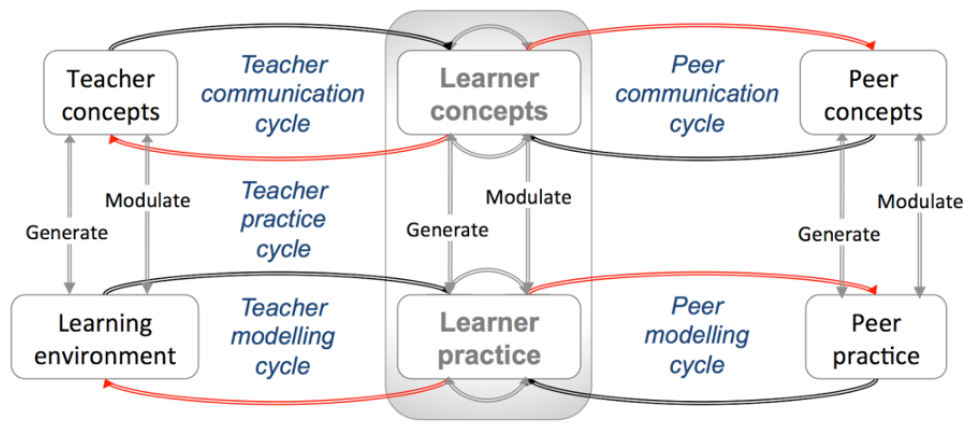 Teacher
concepts
Teacher
communication
cycle
Learner
concepts
Peer
communication
cycle
Peer
concepts
Generate
Modulate
Teacher
practice
cycle
Generate
Modulate
Generate
Modulate
Learning
environment
Teacher
modelling
cycle
Learner
practice
Peer
modelling
cycle
Peer
practice